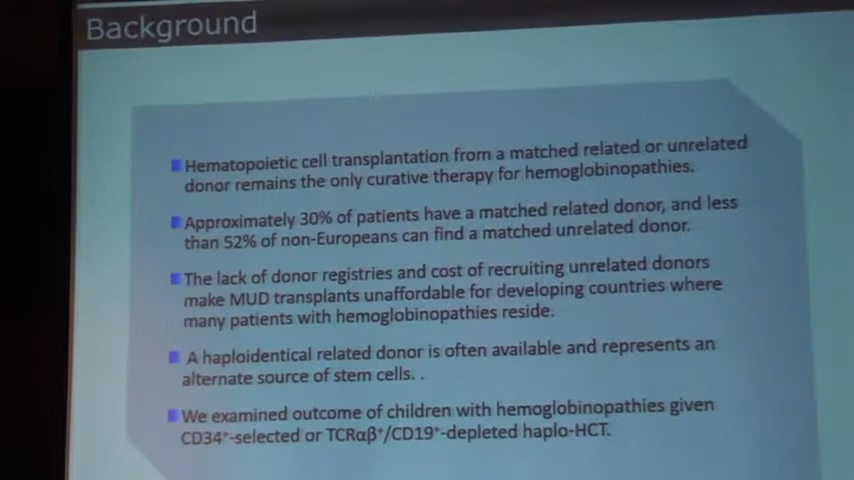 Background
Hematopoietic cell transplantation from a matched related or unrelated
donor remains the only curative therapy for hemoglobinopathies.
Approximately 30% of patients have a matched related donor, and less
than 52% of non-Europeans can find a matched unrelated donor.
The lack of donor registries and cost of recruiting unrelated donors
make MUD transplants unaffordable for developing countries where
many patients with hemoglobinopathies reside.
A haploidentical related donor is often available and represents an
alternate source of stem cells. .
We examined outcome of children with hemoglobinopathies given
CD34⁺-selected or TCRαβ⁺/CD19⁺-depleted haplo-HCT.